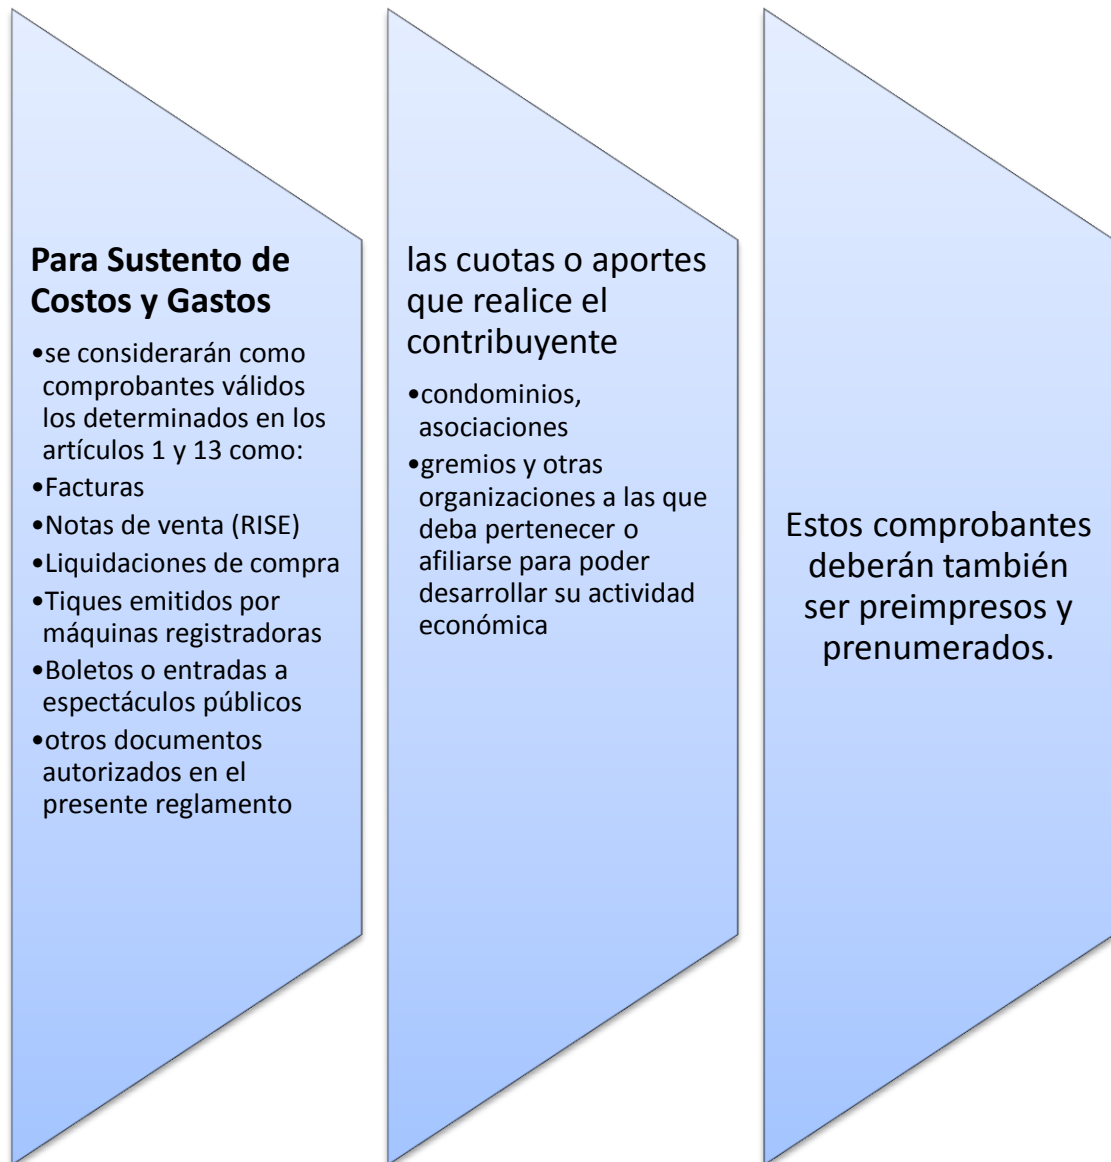 Para Sustento de
Costos y Gastos
•se considerarán como
comprobantes válidos
los determinados en los
artículos 1 y 13 como:
•Facturas
•Notas de venta (RISE)
•Liquidaciones de compra
•Tiques emitidos por
máquinas registradoras
•Boletos o entradas a
espectáculos públicos
•otros documentos
autorizados en el
presente reglamento
las cuotas o aportes
que realice el
contribuyente
•condominios,
asociaciones
•gremios y otras
organizaciones a las que
deba pertenecer o
afiliarse para poder
desarrollar su actividad
económica
Estos comprobantes
deberán también
ser preimpresos y
prenumerados.